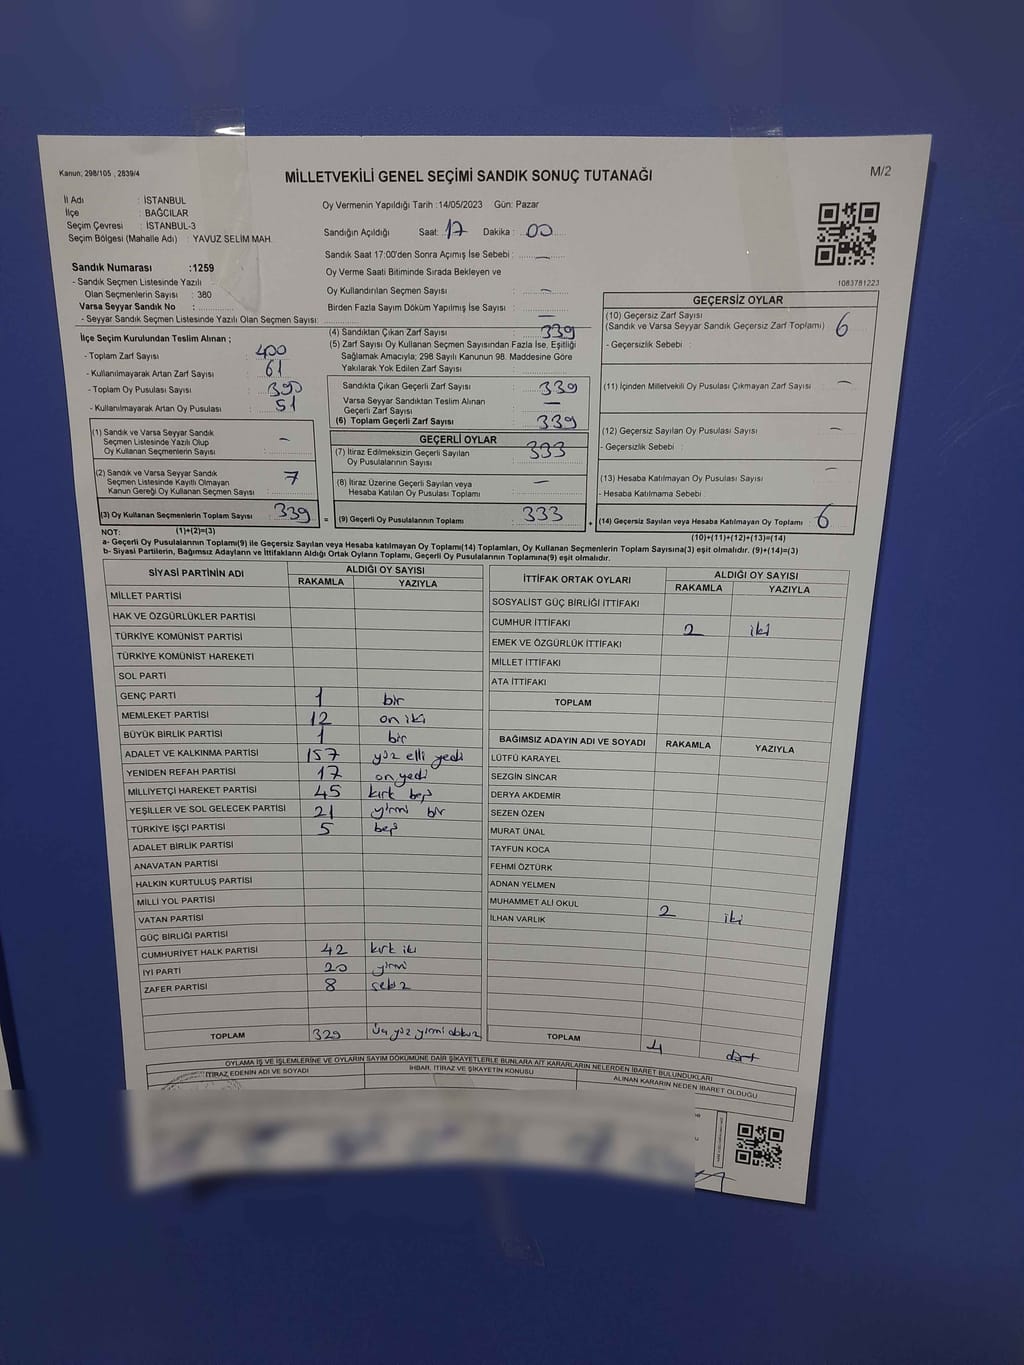 Kanun, 298/105 , 2839/4
MİLLETVEKİLİ GENEL SEÇİMİ SANDIK SONUÇ TUTANAĞI
M/2
İl Adı : İSTANBUL
İlçe : BAĞCILAR
Seçim Çevresi : İSTANBUL-3
Seçim Bölgesi (Mahalle Adı) : YAVUZ SELİM MAH.
Oy Vermenin Yapıldığı Tarih :14/05/2023 Gün: Pazar
Sandığın Açıldığı Saat: 17 Dakika : 00
Sandık Saat 17:00'den Sonra Açımış İse Sebebi : —
Oy Verme Saati Bitiminde Sırada Bekleyen ve
Oy Kullandırılan Seçmen Sayısı : —
Birden Fazla Sayım Döküm Yapılmış İse Sayısı : —
1083781223
Sandık Numarası :1259
- Sandık Seçmen Listesinde Yazılı
Olan Seçmenlerin Sayısı : 380
Varsa Seyyar Sandık No :
- Seyyar Sandık Seçmen Listesinde Yazılı Olan Seçmen Sayısı:
İlçe Seçim Kurulundan Teslim Alınan ;
- Toplam Zarf Sayısı : 400
- Kullanılmayarak Artan Zarf Sayısı : 61
- Toplam Oy Pusulası Sayısı : 390
- Kullanılmayarak Artan Oy Pusulası : 51
(1) Sandık ve Varsa Seyyar Sandık
Seçmen Listesinde Yazılı Olup
Oy Kullanan Seçmenlerin Sayısı : —
(2) Sandık ve Varsa Seyyar Sandık
Seçmen Listesinde Kayıtlı Olmayan
Kanun Gereği Oy Kullanan Seçmen Sayısı : 7
(3) Oy Kullanan Seçmenlerin Toplam Sayısı : 339
(1)+(2)=(3)
(4) Sandıktan Çıkan Zarf Sayısı : 339
(5) Zarf Sayısı Oy Kullanan Seçmen Sayısından Fazla İse, Eşitliği
Sağlamak Amacıyla; 298 Sayılı Kanunun 98. Maddesine Göre
Yakılarak Yok Edilen Zarf Sayısı :
Sandıkta Çıkan Geçerli Zarf Sayısı : 339
Varsa Seyyar Sandıktan Teslim Alınan
Geçerli Zarf Sayısı : —
(6) Toplam Geçerli Zarf Sayısı : 339
GEÇERLİ OYLAR
(7) İtiraz Edilmeksizin Geçerli Sayılan
Oy Pusulalarının Sayısı : 333
(8) İtiraz Üzerine Geçerli Sayılan veya
Hesaba Katılan Oy Pusulası Toplamı : —
= (9) Geçerli Oy Pusulalarının Toplamı : 333
GEÇERSİZ OYLAR
(10) Geçersiz Zarf Sayısı
(Sandık ve Varsa Seyyar Sandık Geçersiz Zarf Toplamı) : 6
- Geçersizlik Sebebi :
(11) İçinden Milletvekili Oy Pusulası Çıkmayan Zarf Sayısı : —
(12) Geçersiz Sayılan Oy Pusulası Sayısı : —
- Geçersizlik Sebebi :
(13) Hesaba Katılmayan Oy Pusulası Sayısı : —
- Hesaba Katılmama Sebebi :
+ (14) Geçersiz Sayılan veya Hesaba Katılmayan Oy Toplamı : 6
(10)+(11)+(12)+(13)=(14)
NOT:
a- Geçerli Oy Pusulalarının Toplamı(9) ile Geçersiz Sayılan veya Hesaba katılmayan Oy Toplamı(14) Toplamları, Oy Kullanan Seçmenlerin Toplam Sayısına(3) eşit olmalıdır. (9)+(14)=(3)
b- Siyasi Partilerin, Bağımsız Adayların ve İttifakların Aldığı Ortak Oyların Toplamı, Geçerli Oy Pusulalarının Toplamına(9) eşit olmalıdır.
SİYASİ PARTİNİN ADI ALDIĞI OY SAYISI
RAKAMLA YAZIYLA
MİLLET PARTİSİ
HAK VE ÖZGÜRLÜKLER PARTİSİ
TÜRKİYE KOMÜNİST PARTİSİ
TÜRKİYE KOMÜNİST HAREKETİ
SOL PARTİ
GENÇ PARTİ 1 bir
MEMLEKET PARTİSİ 12 on iki
BÜYÜK BİRLİK PARTİSİ 1 bir
ADALET VE KALKINMA PARTİSİ 157 yüz elli yedi
YENİDEN REFAH PARTİSİ 17 on yedi
MİLLİYETÇİ HAREKET PARTİSİ 45 kırk beş
YEŞİLLER VE SOL GELECEK PARTİSİ 21 yirmi bir
TÜRKİYE İŞÇİ PARTİSİ 5 beş
ADALET BİRLİK PARTİSİ
ANAVATAN PARTİSİ
HALKIN KURTULUŞ PARTİSİ
MİLLİ YOL PARTİSİ
VATAN PARTİSİ
GÜÇ BİRLİĞİ PARTİSİ
CUMHURİYET HALK PARTİSİ 42 kırk iki
İYİ PARTİ 20 yirmi
ZAFER PARTİSİ 8 sekiz
TOPLAM 329 üç yüz yirmi dokuz
İTTİFAK ORTAK OYLARI ALDIĞI OY SAYISI
RAKAMLA YAZIYLA
SOSYALİST GÜÇ BİRLİĞİ İTTİFAKI
CUMHUR İTTİFAKI 2 iki
EMEK VE ÖZGÜRLÜK İTTİFAKI
MİLLET İTTİFAKI
ATA İTTİFAKI
TOPLAM
BAĞIMSIZ ADAYIN ADI VE SOYADI RAKAMLA YAZIYLA
LÜTFÜ KARAYEL
SEZGİN SİNCAR
DERYA AKDEMİR
SEZEN ÖZEN
MURAT ÜNAL
TAYFUN KOCA
FEHMİ ÖZTÜRK
ADNAN YELMEN
MUHAMMET ALİ OKUL
İLHAN VARLIK 2 iki
TOPLAM 4 dört
OYLAMA İŞ VE İŞLEMLERİNE VE OYLARIN SAYIM DÖKÜMÜNE DAİR ŞİKAYETLERLE BUNLARA AİT KARARLARIN NELERDEN İBARET BULUNDUKLARI
İTİRAZ EDENİN ADI VE SOYADI İHBAR, İTİRAZ VE ŞİKAYETİN KONUSU ALINAN KARARIN NEDEN İBARET OLDUĞU